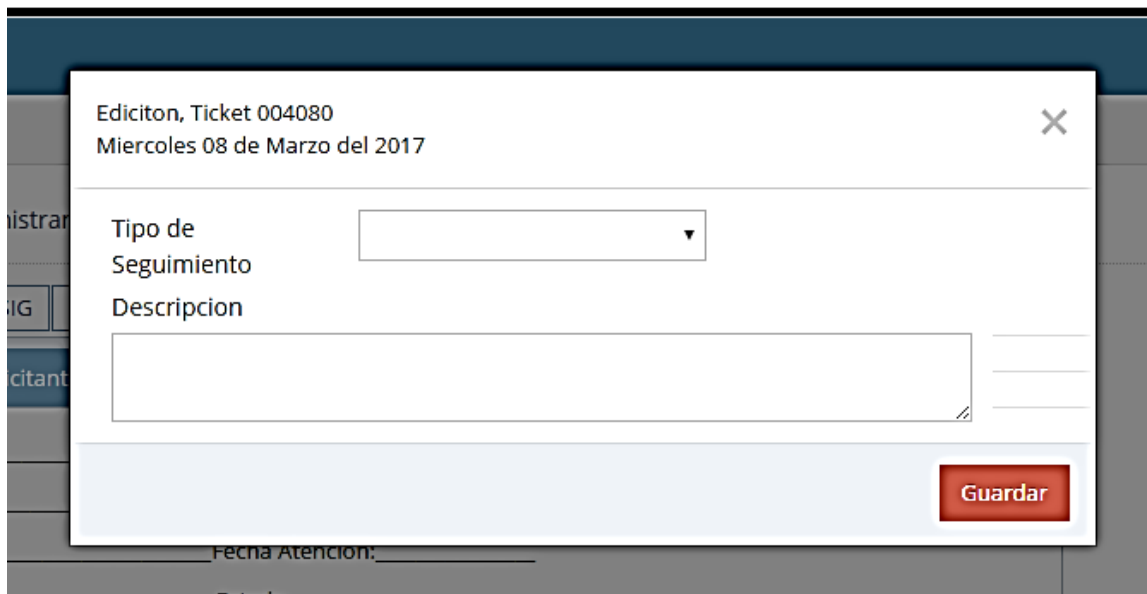 Ediciton, Ticket 004080
Miercoles 08 de Marzo del 2017
Tipo de
Seguimiento
Descripcion
Guardar
Fecha Atencion: